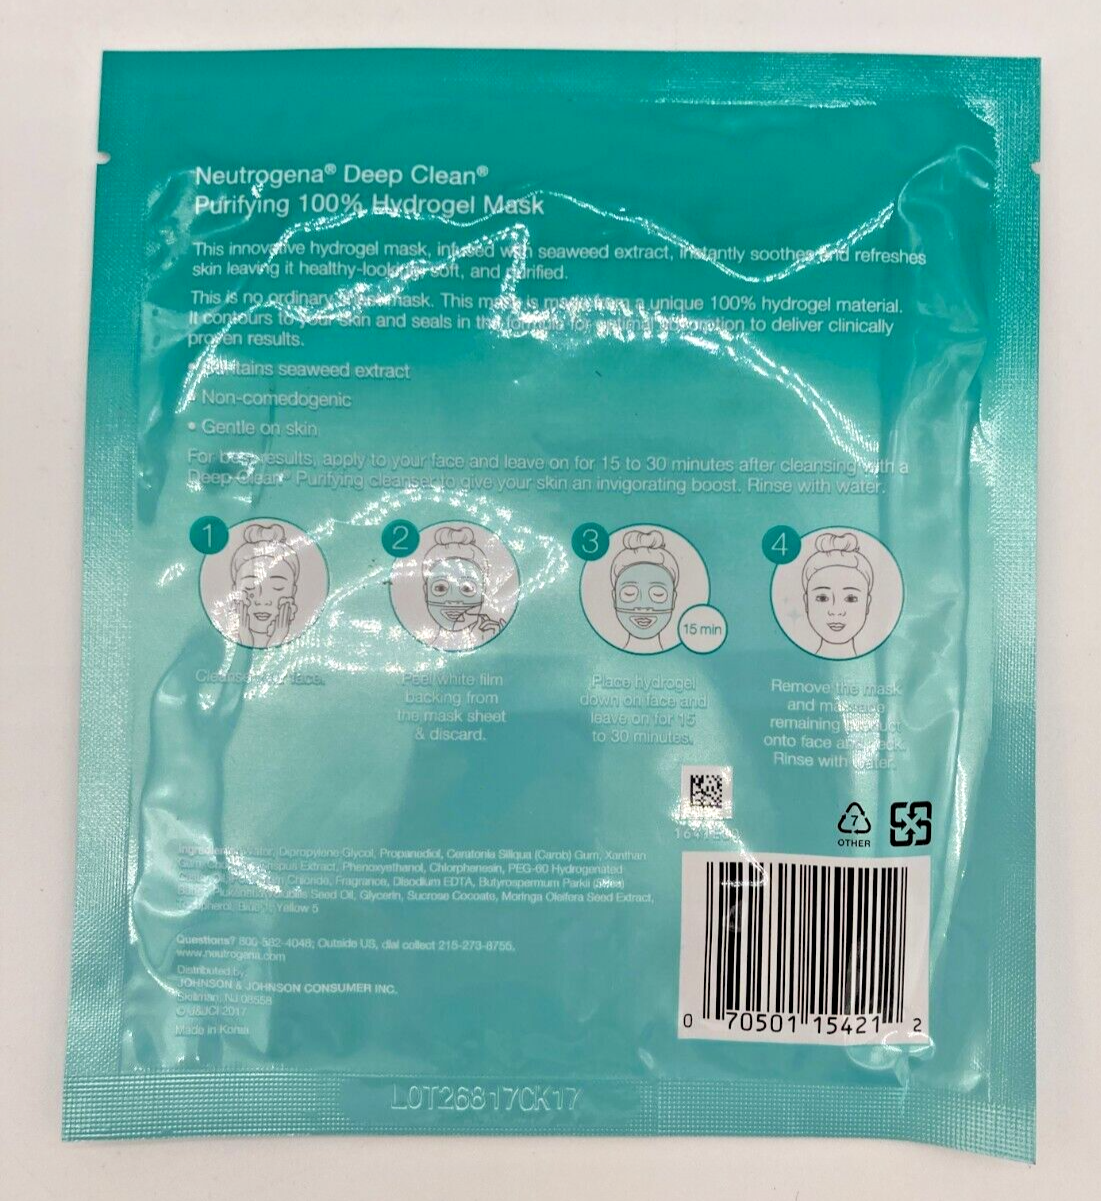 Neutrogena® Deep Clean®
Purifying 100% Hydrogel Mask
This innovative hydrogel mask, infused with seaweed extract, instantly soothes and refreshes
skin leaving it healthy-looking, soft, and purified.
This is no ordinary sheet mask. This mask is made from a unique 100% hydrogel material.
It contours to your skin and seals in the formula for optimal absorption to deliver clinically
proven results.
• Contains seaweed extract
• Non-comedogenic
• Gentle on skin
For best results, apply to your face and leave on for 15 to 30 minutes after cleansing with a
Deep Clean® Purifying cleanser to give your skin an invigorating boost. Rinse with water.
1 2 3 4
15 min
Cleanse face.
Peel white film
backing from
the mask sheet
& discard.
Place hydrogel
down on face and
leave on for 15
to 30 minutes.
Remove the mask
and massage
remaining product
onto face and neck.
Rinse with water.
7
OTHER
Ingredients: Water, Dipropylene Glycol, Propanediol, Ceratonia Siliqua (Carob) Gum, Xanthan
Crispus Extract, Phenoxyethanol, Chlorphenesin, PEG-60 Hydrogenated
Chloride, Fragrance, Disodium EDTA, Butyrospermum Parkii (Shea)
Seed Oil, Glycerin, Sucrose Cocoate, Moringa Oleifera Seed Extract,
Blue 1, Yellow 5
Questions? 800-582-4048; Outside US, dial collect 215-273-8755,
www.neutrogena.com
Distributed by
JOHNSON & JOHNSON CONSUMER INC.
Skillman, NJ 08558
© J&JCI 2017
Made in Korea
0 70501 15421 2
LOT26817CK17